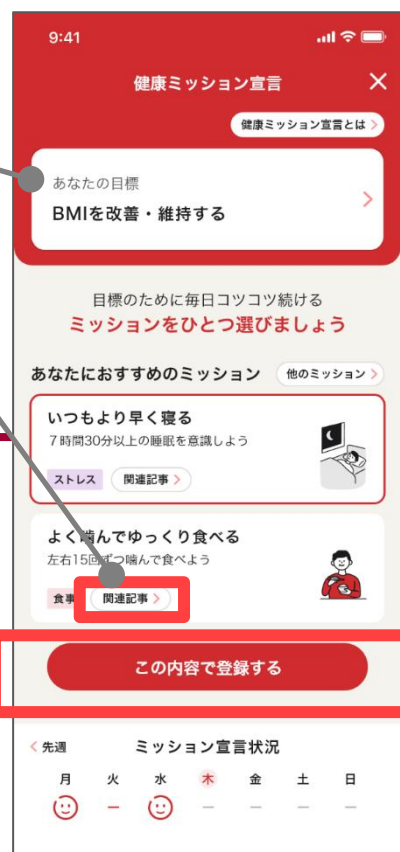 9:41
健康ミッション宣言
健康ミッション宣言とは
あなたの目標
BMIを改善・維持する
目標のために毎日コツコツ続ける
ミッションをひとつ選びましょう
あなたにおすすめのミッション 他のミッション
いつもより早く寝る
7時間30分以上の睡眠を意識しよう
ストレス 関連記事
よく噛んでゆっくり食べる
左右15回ずつ噛んで食べよう
食事 関連記事
この内容で登録する
先週 ミッション宣言状況
月 火 水 木 金 土 日